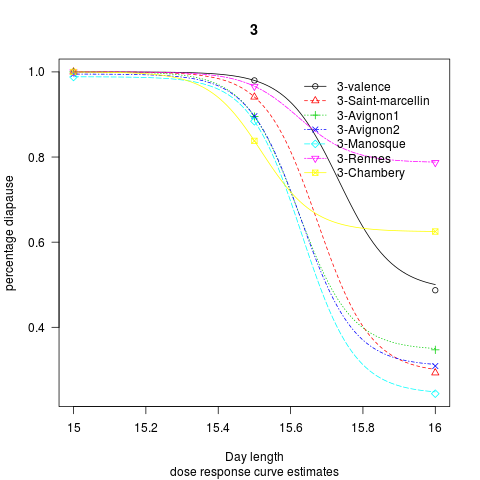 3
percentage diapause
1.0
0.8
0.6
0.4
3-valence
3-Saint-marcellin
3-Avignon1
3-Avignon2
3-Manosque
3-Rennes
3-Chambery
15
15.2
15.4
15.6
15.8
16
Day length
dose response curve estimates